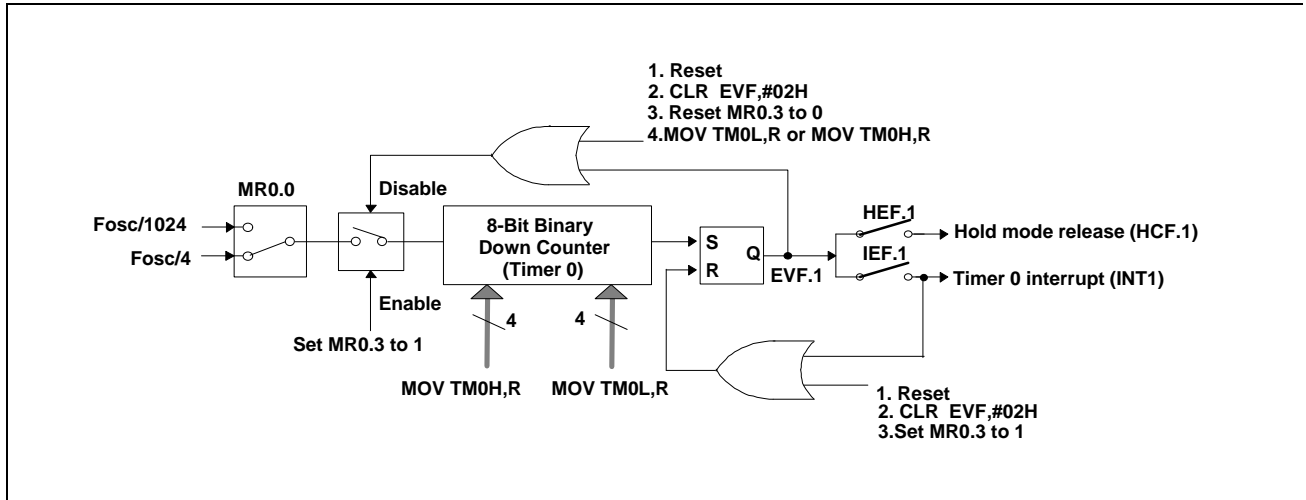 1. Reset
2. CLR EVF,#02H
3. Reset MR0.3 to 0
4.MOV TM0L,R or MOV TM0H,R
MR0.0
Disable
Fosc/1024
Fosc/4
8-Bit Binary
Down Counter
(Timer 0)
S
Q
R
EVF.1
HEF.1
Hold mode release (HCF.1)
IEF.1
Timer 0 interrupt (INT1)
Enable
4
4
Set MR0.3 to 1
MOV TM0H,R
MOV TM0L,R
1. Reset
2. CLR EVF,#02H
3.Set MR0.3 to 1